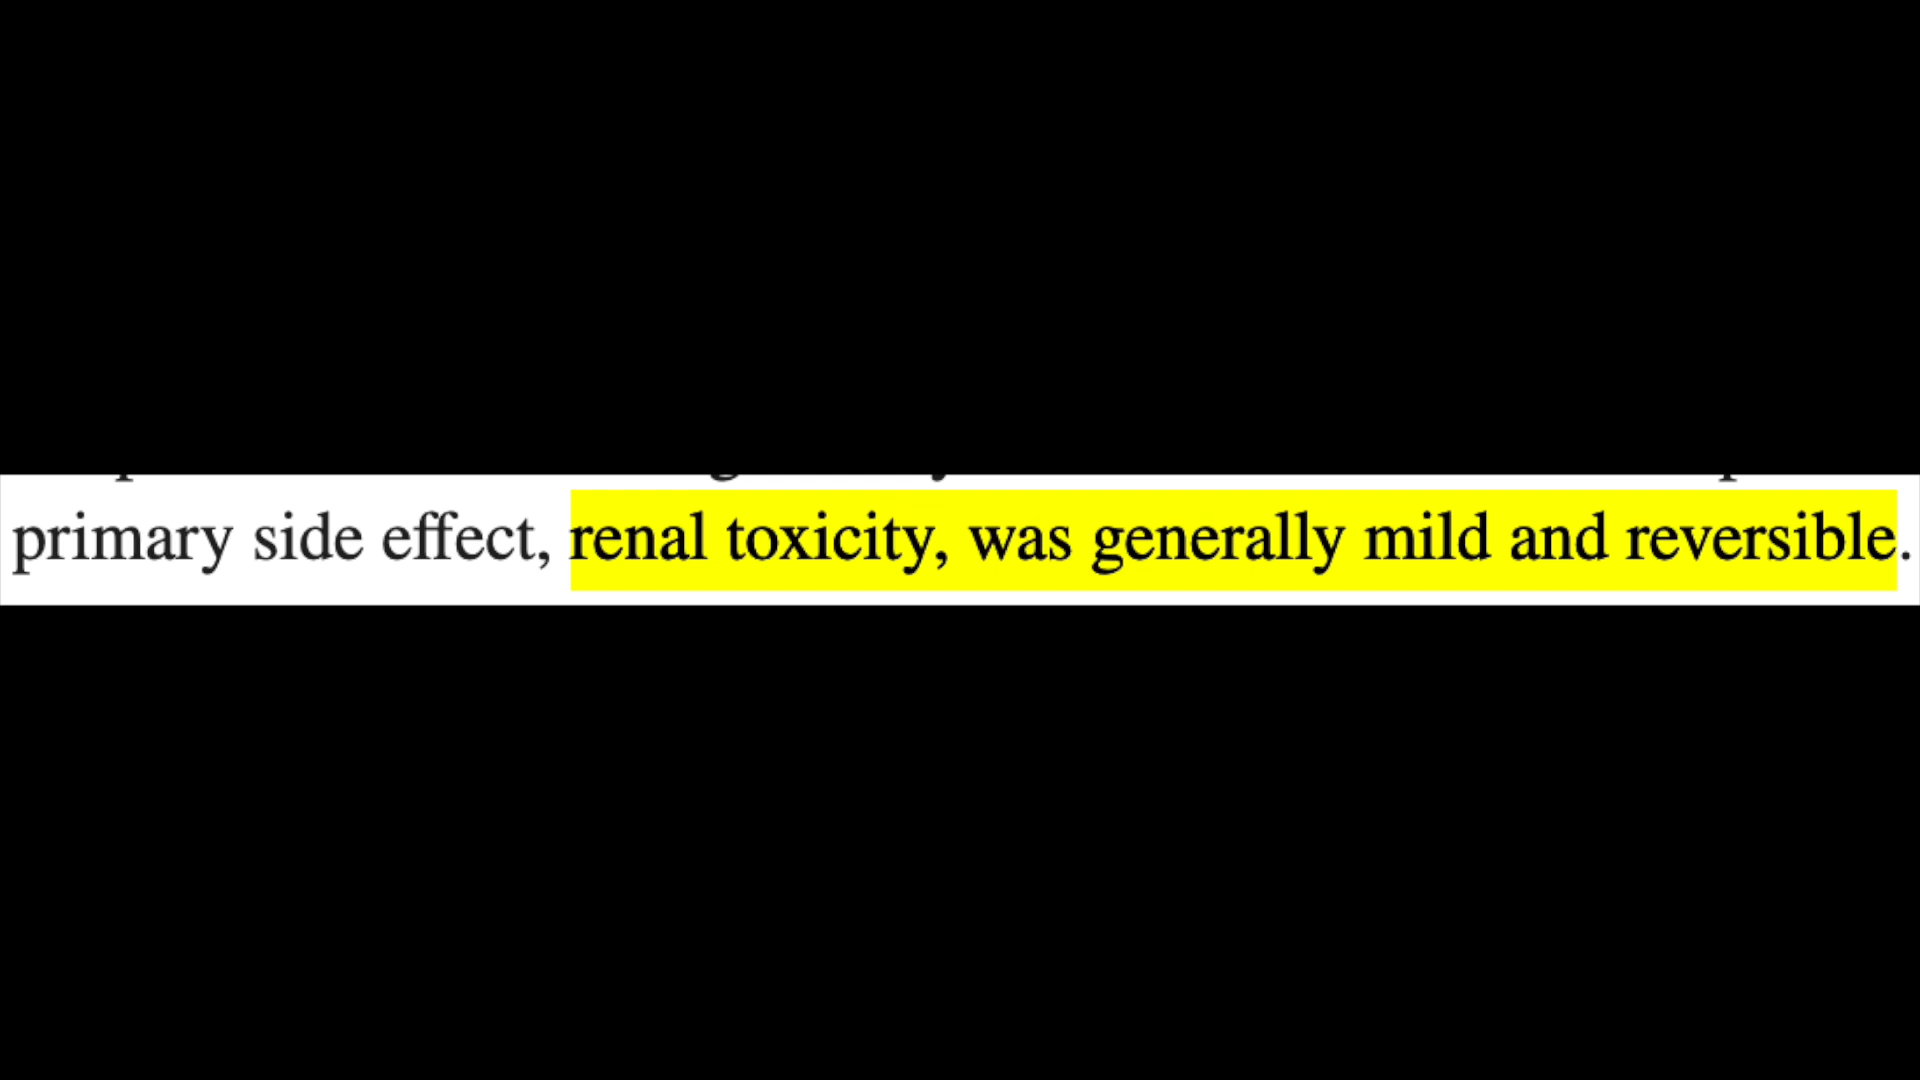 primary side effect, renal toxicity, was generally mild and reversible.